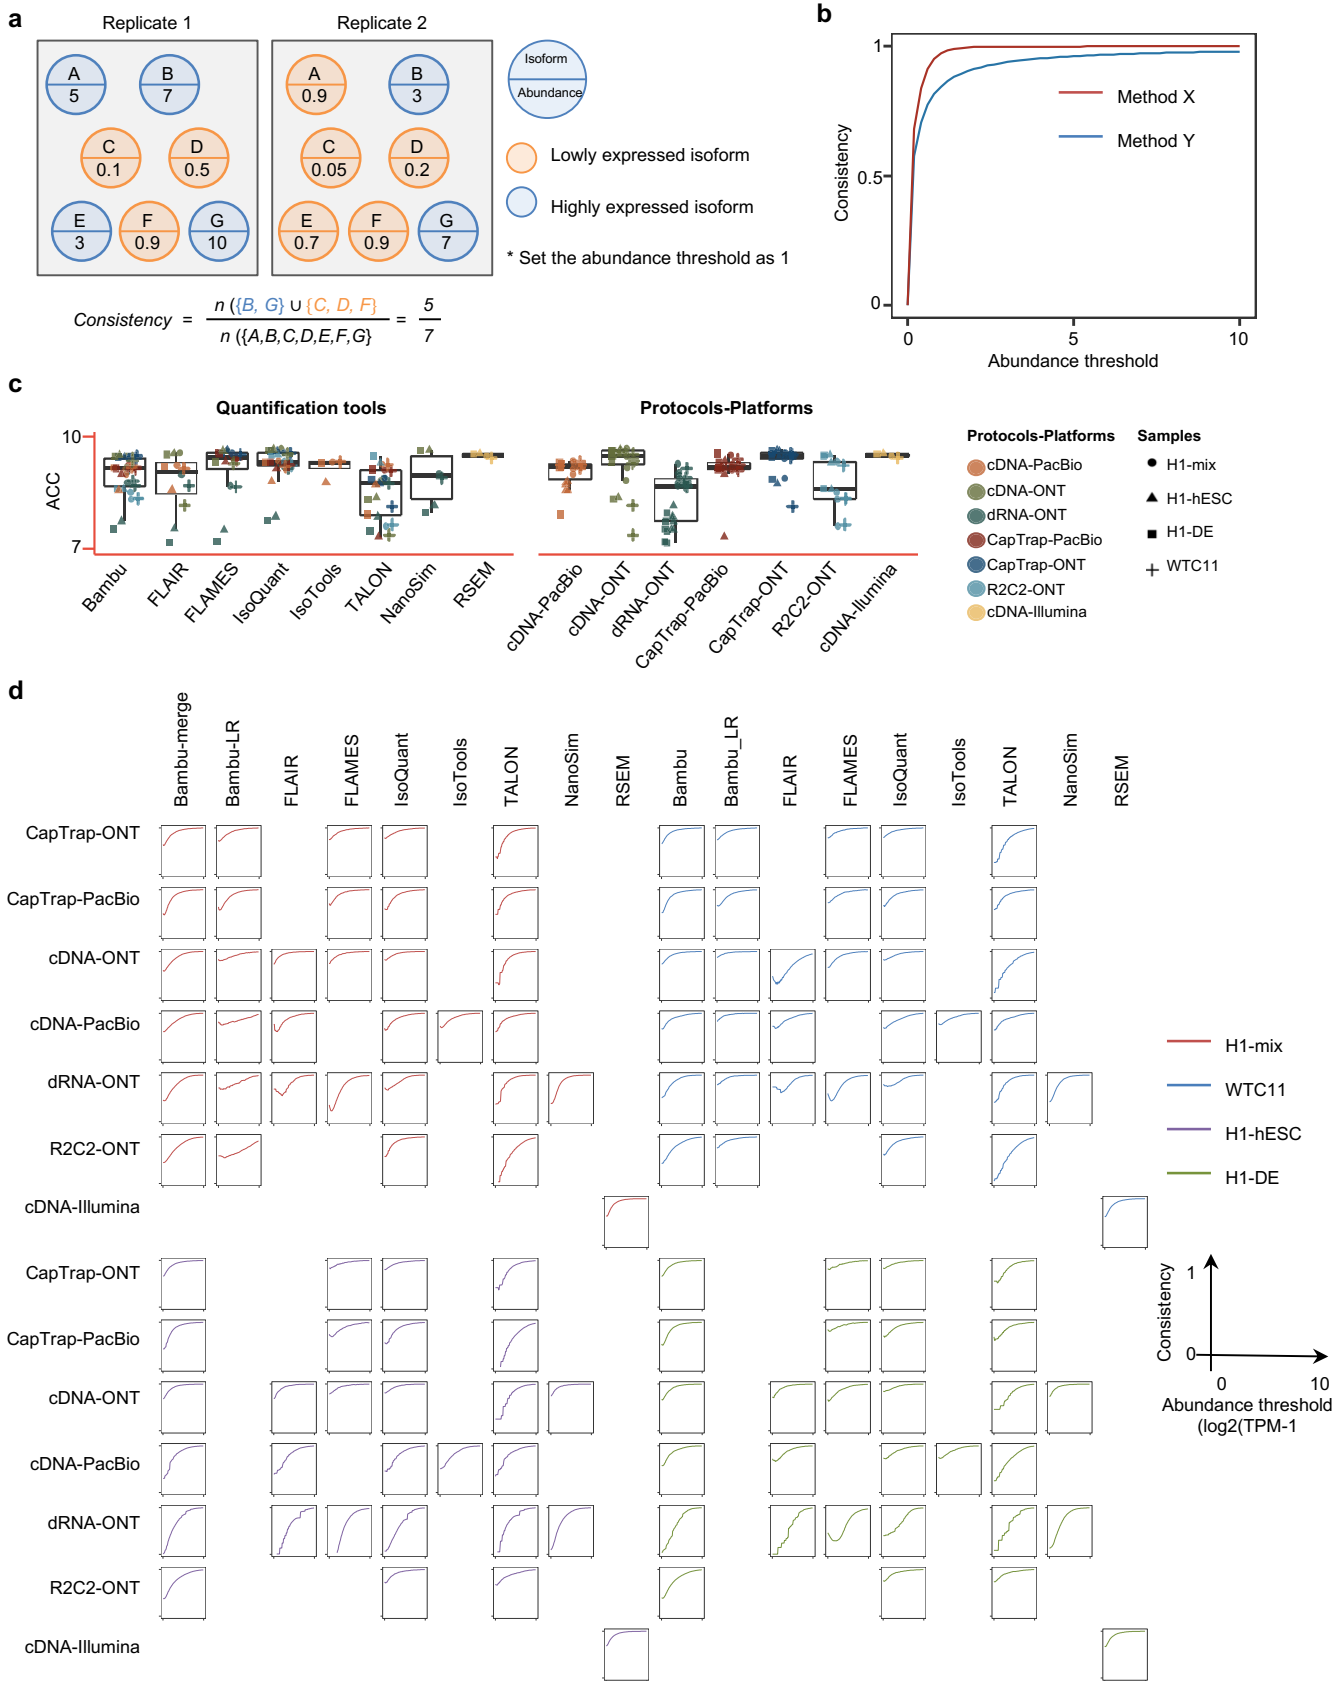 a
Replicate 1
Replicate 2
A
5
B
7
C
0.1
D
0.5
E
3
F
0.9
G
10
A
0.9
B
3
C
0.05
D
0.2
E
0.7
F
0.9
G
7
Isoform
Abundance
Lowly expressed isoform
Highly expressed isoform
* Set the abundance threshold as 1
Consistency = n ({B, G} ∪ {C, D, F} / n ({A,B,C,D,E,F,G} = 5 / 7
b
Consistency
1
0.5
0
0
5
10
Abundance threshold
Method X
Method Y
c
Quantification tools
Protocols-Platforms
ACC
10
7
Bambu
FLAIR
FLAMES
IsoQuant
IsoTools
TALON
NanoSim
RSEM
cDNA-PacBio
cDNA-ONT
dRNA-ONT
CapTrap-PacBio
CapTrap-ONT
R2C2-ONT
cDNA-Ilumina
Protocols-Platforms
cDNA-PacBio
cDNA-ONT
dRNA-ONT
CapTrap-PacBio
CapTrap-ONT
R2C2-ONT
cDNA-Illumina
Samples
H1-mix
H1-hESC
H1-DE
WTC11
d
Bambu-merge
Bambu-LR
FLAIR
FLAMES
IsoQuant
IsoTools
TALON
NanoSim
RSEM
Bambu
Bambu_LR
FLAIR
FLAMES
IsoQuant
IsoTools
TALON
NanoSim
RSEM
CapTrap-ONT
CapTrap-PacBio
cDNA-ONT
cDNA-PacBio
dRNA-ONT
R2C2-ONT
cDNA-Illumina
CapTrap-ONT
CapTrap-PacBio
cDNA-ONT
cDNA-PacBio
dRNA-ONT
R2C2-ONT
cDNA-Illumina
H1-mix
WTC11
H1-hESC
H1-DE
Consistency
1
0
0
10
Abundance threshold
(log2(TPM-1